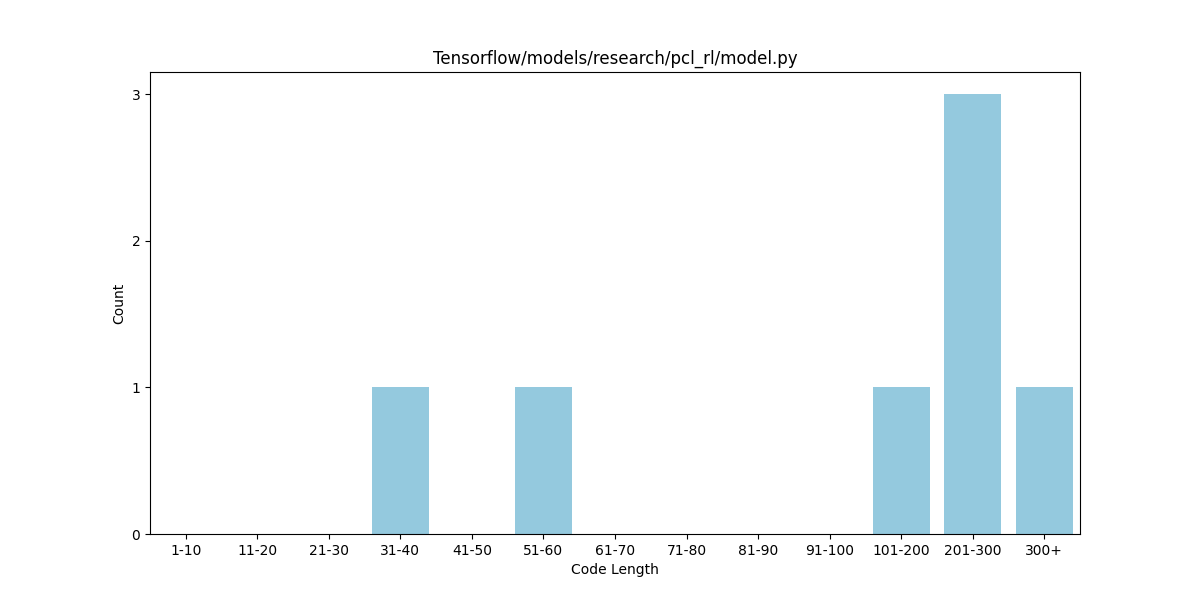 Tensorflow/models/research/pcl_rl/model.py
3
2
1
0
Count
1-10 11-20 21-30 31-40 41-50 51-60 61-70 71-80 81-90 91-100 101-200 201-300 300+
Code Length